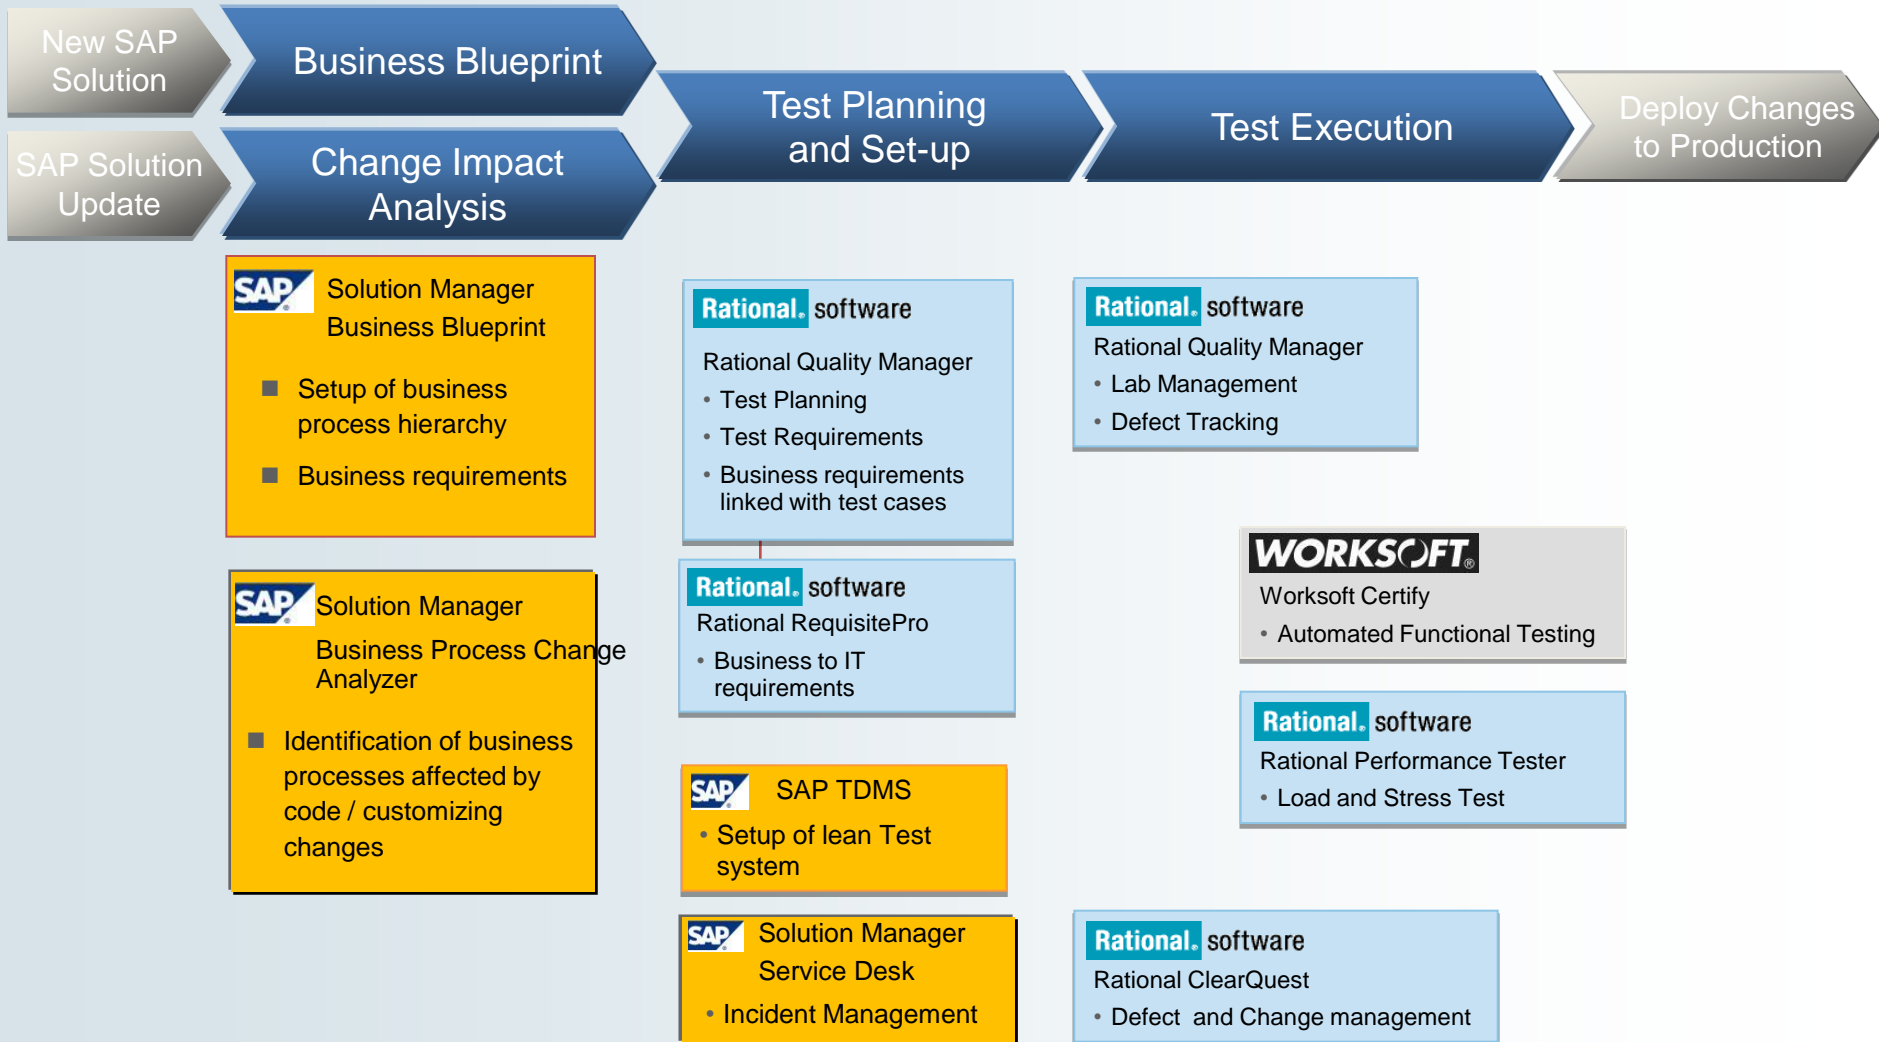 New SAP
Solution
Business Blueprint
SAP Solution
Update
Change Impact
Analysis
Test Planning
and Set-up
Test Execution
Deploy Changes
to Production
SAP
Solution Manager
Business Blueprint
Setup of business
process hierarchy
Business requirements
SAP
Solution Manager
Business Process Change
Analyzer
Identification of business
processes affected by
code / customizing
changes
Rational. software
Rational Quality Manager
• Test Planning
• Test Requirements
• Business requirements
linked with test cases
Rational. software
Rational RequisitePro
• Business to IT
requirements
SAP SAP TDMS
• Setup of lean Test
system
SAP Solution Manager
Service Desk
• Incident Management
Rational. software
Rational Quality Manager
• Lab Management
• Defect Tracking
WORKSOFT®
Worksoft Certify
• Automated Functional Testing
Rational. software
Rational Performance Tester
• Load and Stress Test
Rational. software
Rational ClearQuest
• Defect and Change management